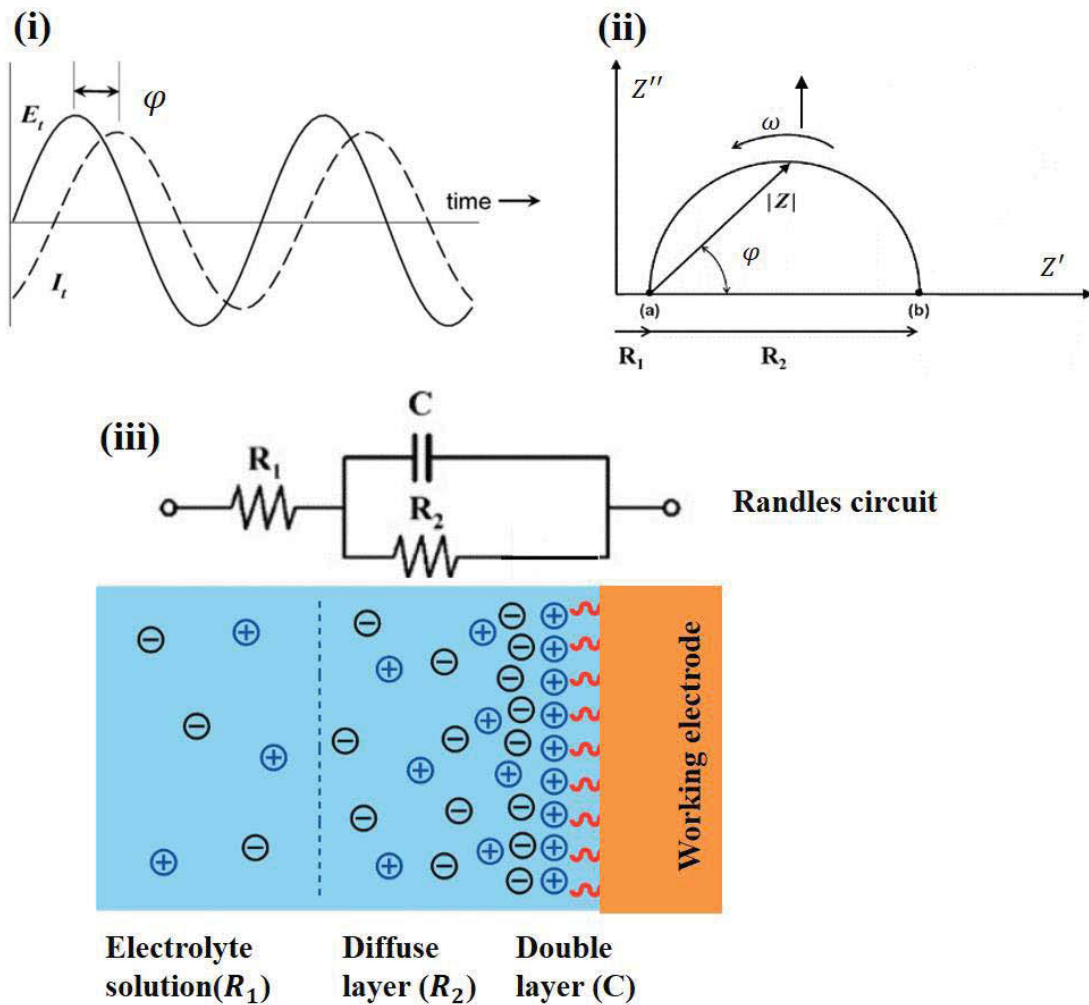 (i)
φ
E_t
time
I_t
(ii)
Z′′
ω
|Z|
φ
Z′
(a)
(b)
R₁
R₂
(iii)
C
R₁
R₂
Randles circuit
Working electrode
Electrolyte
solution(R₁)
Diffuse
layer (R₂)
Double
layer (C)